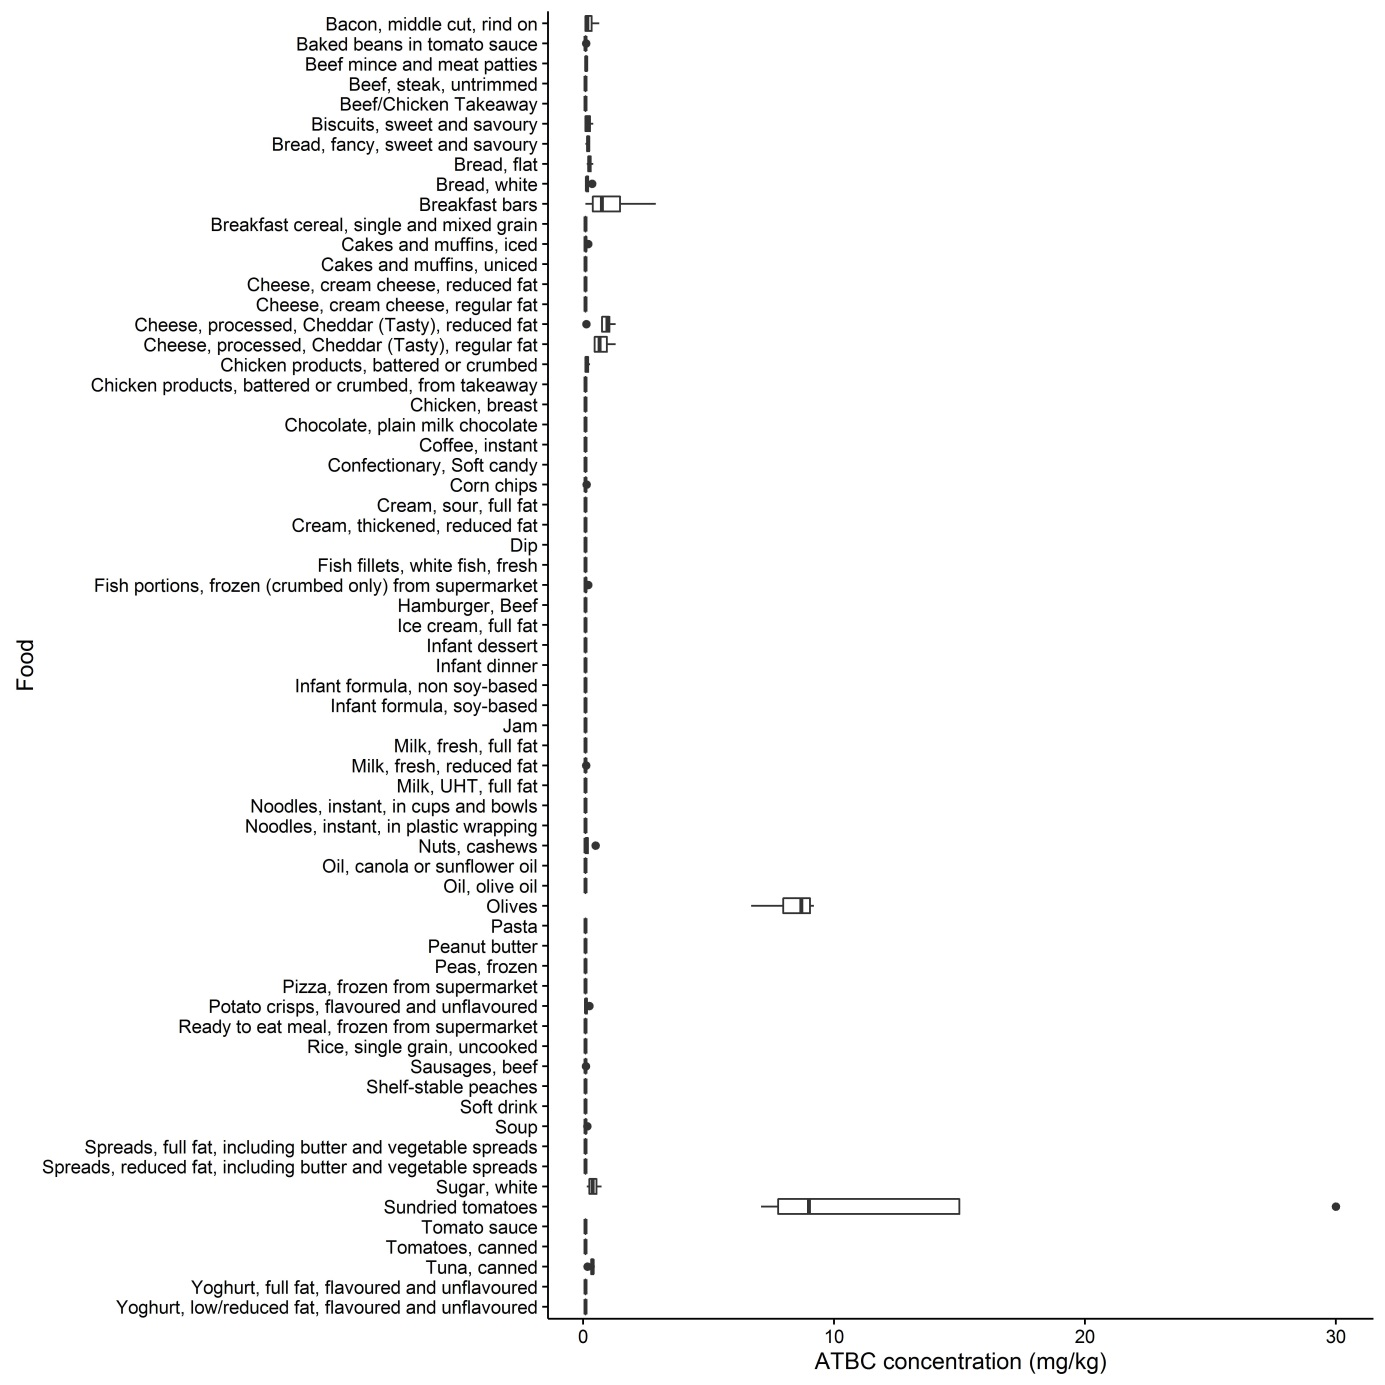 Bacon, middle cut, rind on
Baked beans in tomato sauce
Beef mince and meat patties
Beef, steak, untrimmed
Beef/Chicken Takeaway
Biscuits, sweet and savoury
Bread, fancy, sweet and savoury
Bread, flat
Bread, white
Breakfast bars
Breakfast cereal, single and mixed grain
Cakes and muffins, iced
Cakes and muffins, uniced
Cheese, cream cheese, reduced fat
Cheese, cream cheese, regular fat
Cheese, processed, Cheddar (Tasty), reduced fat
Cheese, processed, Cheddar (Tasty), regular fat
Chicken products, battered or crumbed
Chicken products, battered or crumbed, from takeaway
Chicken, breast
Chocolate, plain milk chocolate
Coffee, instant
Confectionary, Soft candy
Corn chips
Cream, sour, full fat
Cream, thickened, reduced fat
Dip
Fish fillets, white fish, fresh
Fish portions, frozen (crumbed only) from supermarket
Hamburger, Beef
Ice cream, full fat
Infant dessert
Infant dinner
Infant formula, non soy-based
Infant formula, soy-based
Jam
Milk, fresh, full fat
Milk, fresh, reduced fat
Milk, UHT, full fat
Noodles, instant, in cups and bowls
Noodles, instant, in plastic wrapping
Nuts, cashews
Oil, canola or sunflower oil
Oil, olive oil
Olives
Pasta
Peanut butter
Peas, frozen
Pizza, frozen from supermarket
Potato crisps, flavoured and unflavoured
Ready to eat meal, frozen from supermarket
Rice, single grain, uncooked
Sausages, beef
Shelf-stable peaches
Soft drink
Soup
Spreads, full fat, including butter and vegetable spreads
Spreads, reduced fat, including butter and vegetable spreads
Sugar, white
Sundried tomatoes
Tomato sauce
Tomatoes, canned
Tuna, canned
Yoghurt, full fat, flavoured and unflavoured
Yoghurt, low/reduced fat, flavoured and unflavoured
Food
0 10 20 30
ATBC concentration (mg/kg)